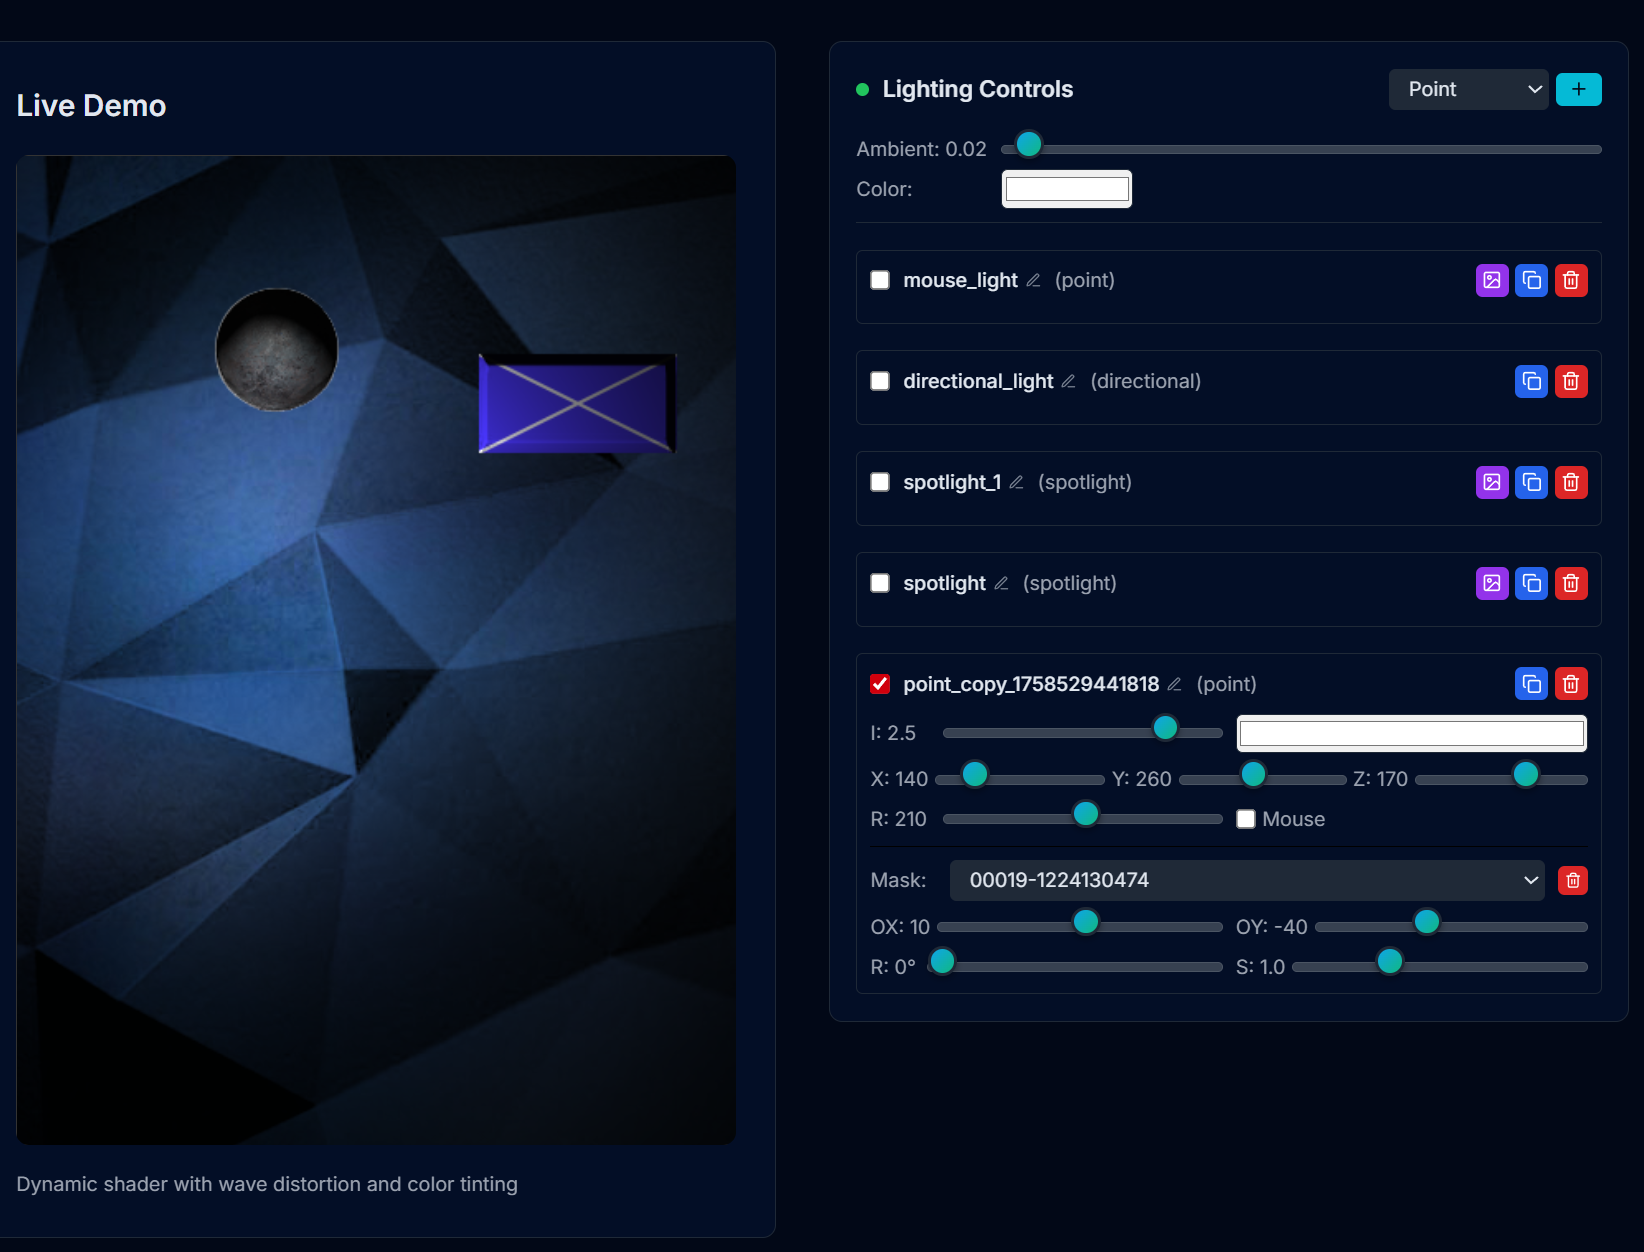 Live Demo
Dynamic shader with wave distortion and color tinting
Lighting Controls
Point
+
Ambient: 0.02
Color:
mouse_light (point)
directional_light (directional)
spotlight_1 (spotlight)
spotlight (spotlight)
point_copy_1758529441818 (point)
I: 2.5
X: 140 Y: 260 Z: 170
R: 210 Mouse
Mask: 00019-1224130474
OX: 10 OY: -40
R: 0° S: 1.0